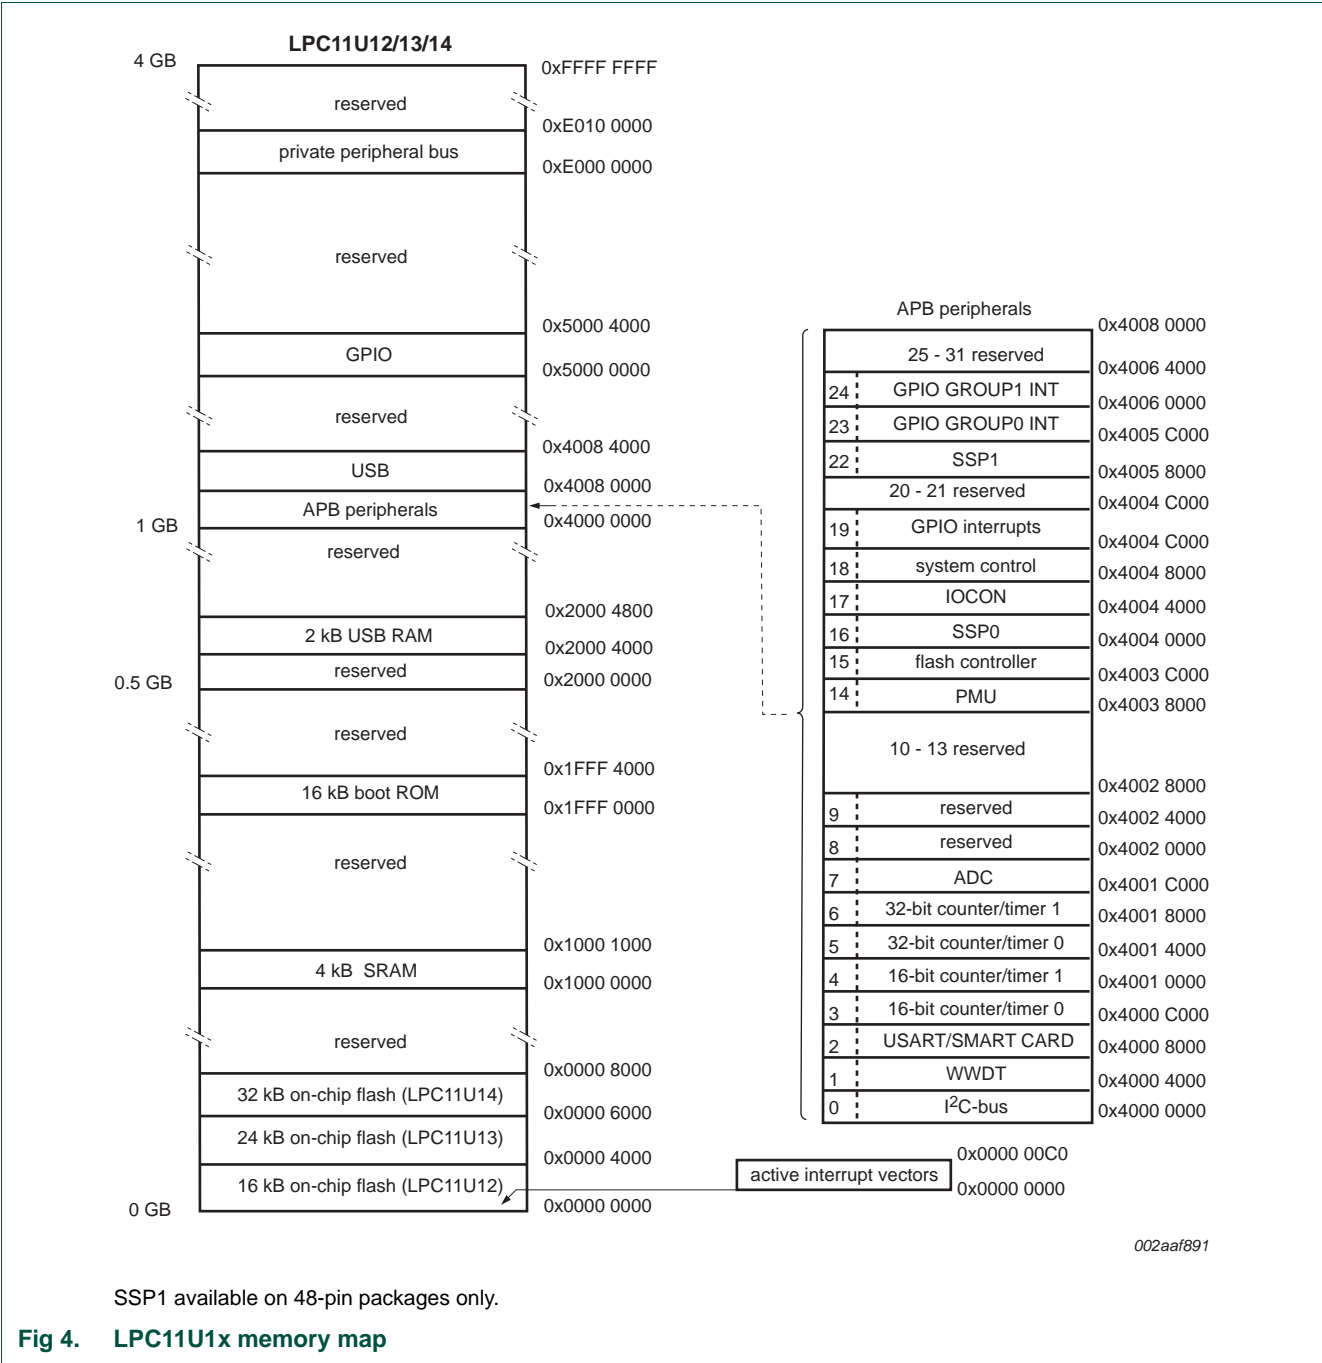 LPC11U12/13/14
4 GB
0xFFFF FFFF
reserved
0xE010 0000
private peripheral bus
0xE000 0000
reserved
0x5000 4000
GPIO
0x5000 0000
reserved
0x4008 4000
USB
0x4008 0000
APB peripherals
1 GB
0x4000 0000
reserved
0x2000 4800
2 kB USB RAM
0x2000 4000
reserved
0.5 GB
0x2000 0000
reserved
0x1FFF 4000
16 kB boot ROM
0x1FFF 0000
reserved
0x1000 1000
4 kB SRAM
0x1000 0000
reserved
0x0000 8000
32 kB on-chip flash (LPC11U14)
0x0000 6000
24 kB on-chip flash (LPC11U13)
0x0000 4000
16 kB on-chip flash (LPC11U12)
0 GB
0x0000 0000
APB peripherals
0x4008 0000
25 - 31 reserved
0x4006 4000
24 GPIO GROUP1 INT
0x4006 0000
23 GPIO GROUP0 INT
0x4005 C000
22 SSP1
0x4005 8000
20 - 21 reserved
0x4004 C000
19 GPIO interrupts
0x4004 C000
18 system control
0x4004 8000
17 IOCON
0x4004 4000
16 SSP0
0x4004 0000
15 flash controller
0x4003 C000
14 PMU
0x4003 8000
10 - 13 reserved
0x4002 8000
9 reserved
0x4002 4000
8 reserved
0x4002 0000
7 ADC
0x4001 C000
6 32-bit counter/timer 1
0x4001 8000
5 32-bit counter/timer 0
0x4001 4000
4 16-bit counter/timer 1
0x4001 0000
3 16-bit counter/timer 0
0x4000 C000
2 USART/SMART CARD
0x4000 8000
1 WWDT
0x4000 4000
0 I2C-bus
0x4000 0000
0x0000 00C0
active interrupt vectors
0x0000 0000
002aaf891
SSP1 available on 48-pin packages only.
Fig 4. LPC11U1x memory map